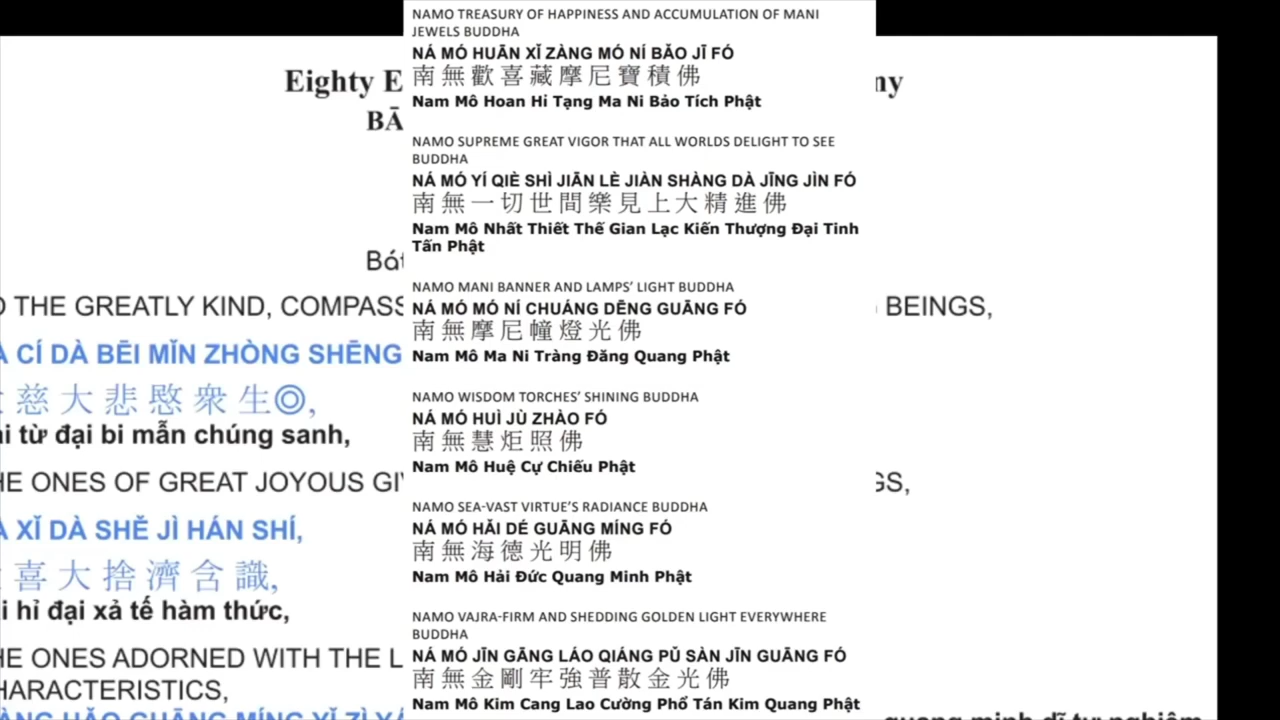 Eighty E
ny
BĀ
Bát
THE GREATLY KIND, COMPASS
BEINGS,
CÍ DÀ BĒI MǏN ZHÒNG SHĒNG
慈大悲愍衆生◎,
từ đại bi mẫn chúng sanh,
ONES OF GREAT JOYOUS GI
GS,
XǏ DÀ SHĚ JÌ HÁN SHÍ,
喜大捨濟含識,
hỉ đại xả tế hàm thức,
ONES ADORNED WITH THE L
HARACTERISTICS,
NAMO TREASURY OF HAPPINESS AND ACCUMULATION OF MANI
JEWELS BUDDHA
NÁ MÓ HUĀN XǏ ZÀNG MÓ NÍ BǍO JĪ FÓ
南無歡喜藏摩尼寶積佛
Nam Mô Hoan Hỉ Tạng Ma Ni Bảo Tích Phật
NAMO SUPREME GREAT VIGOR THAT ALL WORLDS DELIGHT TO SEE
BUDDHA
NÁ MÓ YÍ QIÈ SHÌ JIĀN LÈ JIÀN SHÀNG DÀ JĪNG JÌN FÓ
南無一切世間樂見上大精進佛
Nam Mô Nhất Thiết Thế Gian Lạc Kiến Thượng Đại Tinh
Tấn Phật
NAMO MANI BANNER AND LAMPS’ LIGHT BUDDHA
NÁ MÓ MÓ NÍ CHUÁNG DĒNG GUĀNG FÓ
南無摩尼幢燈光佛
Nam Mô Ma Ni Tràng Đăng Quang Phật
NAMO WISDOM TORCHES’ SHINING BUDDHA
NÁ MÓ HUÌ JÙ ZHÀO FÓ
南無慧炬照佛
Nam Mô Huệ Cự Chiếu Phật
NAMO SEA-VAST VIRTUE’S RADIANCE BUDDHA
NÁ MÓ HǍI DÉ GUĀNG MÍNG FÓ
南無海德光明佛
Nam Mô Hải Đức Quang Minh Phật
NAMO VAJRA-FIRM AND SHEDDING GOLDEN LIGHT EVERYWHERE
BUDDHA
NÁ MÓ JĪN GĀNG LÁO QIÁNG PǓ SÀN JĪN GUĀNG FÓ
南無金剛牢強普散金光佛
Nam Mô Kim Cang Lao Cường Phổ Tán Kim Quang Phật